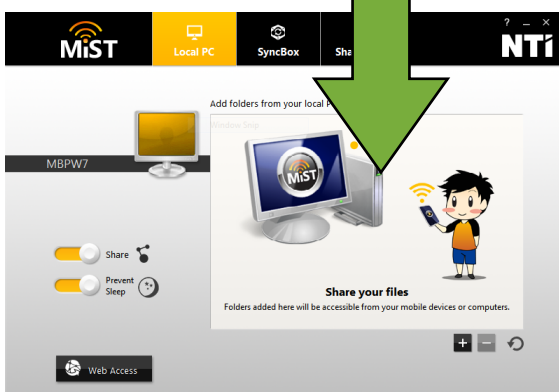 MiST
Local PC
SyncBox
? _ ×
NTi
Add folders from your local
Window Snip
MiST
MBPW7
Share
Prevent
Sleep
Share your files
Folders added here will be accessible from your mobile devices or computers.
+ −
Web Access